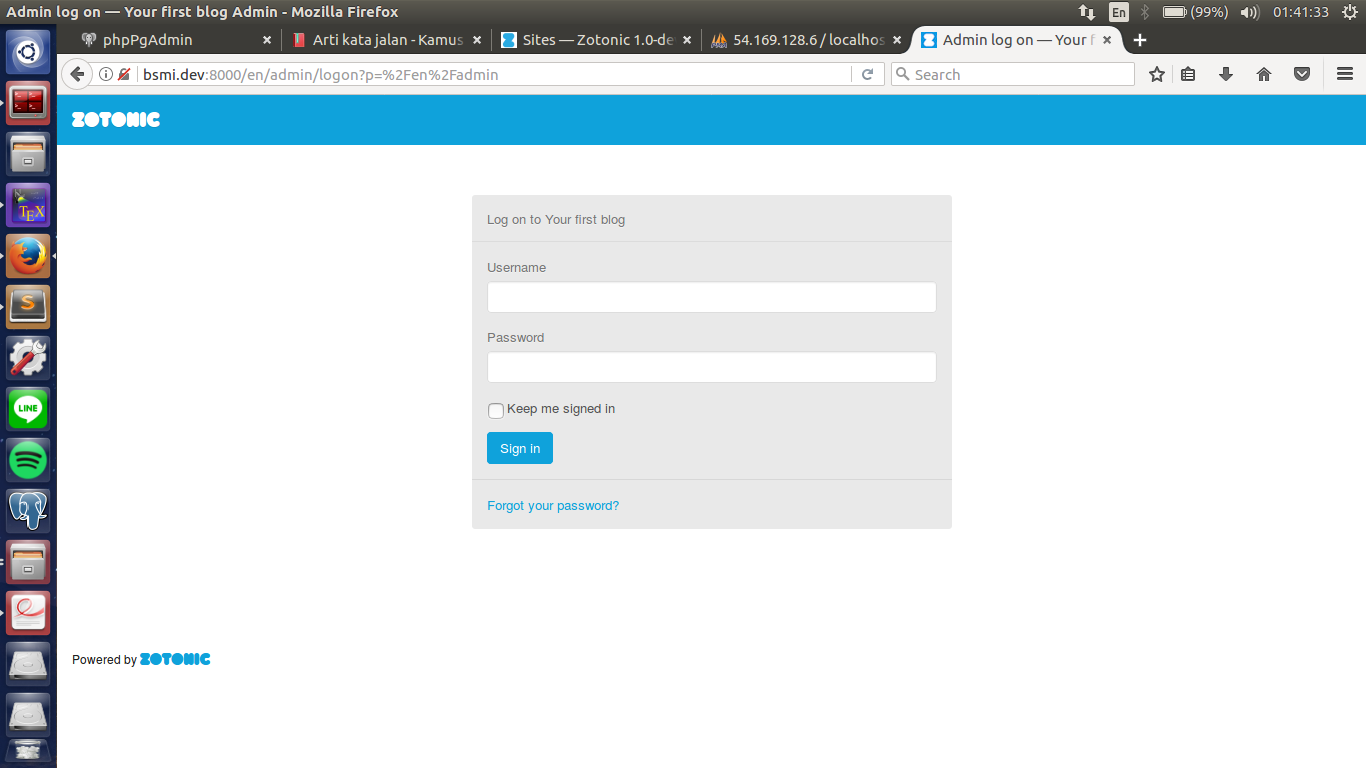 Admin log on — Your first blog Admin - Mozilla Firefox
En
(99%)
01:41:33
phpPgAdmin
Arti kata jalan - Kamus
Sites — Zotonic 1.0-de
54.169.128.6 / localhos
Admin log on — Your f
bsmi.dev:8000/en/admin/logon?p=%2Fen%2Fadmin
Search
ZOTONIC
Log on to Your first blog
Username
Password
Keep me signed in
Sign in
Forgot your password?
Powered by ZOTONIC
TEX
S
LINE